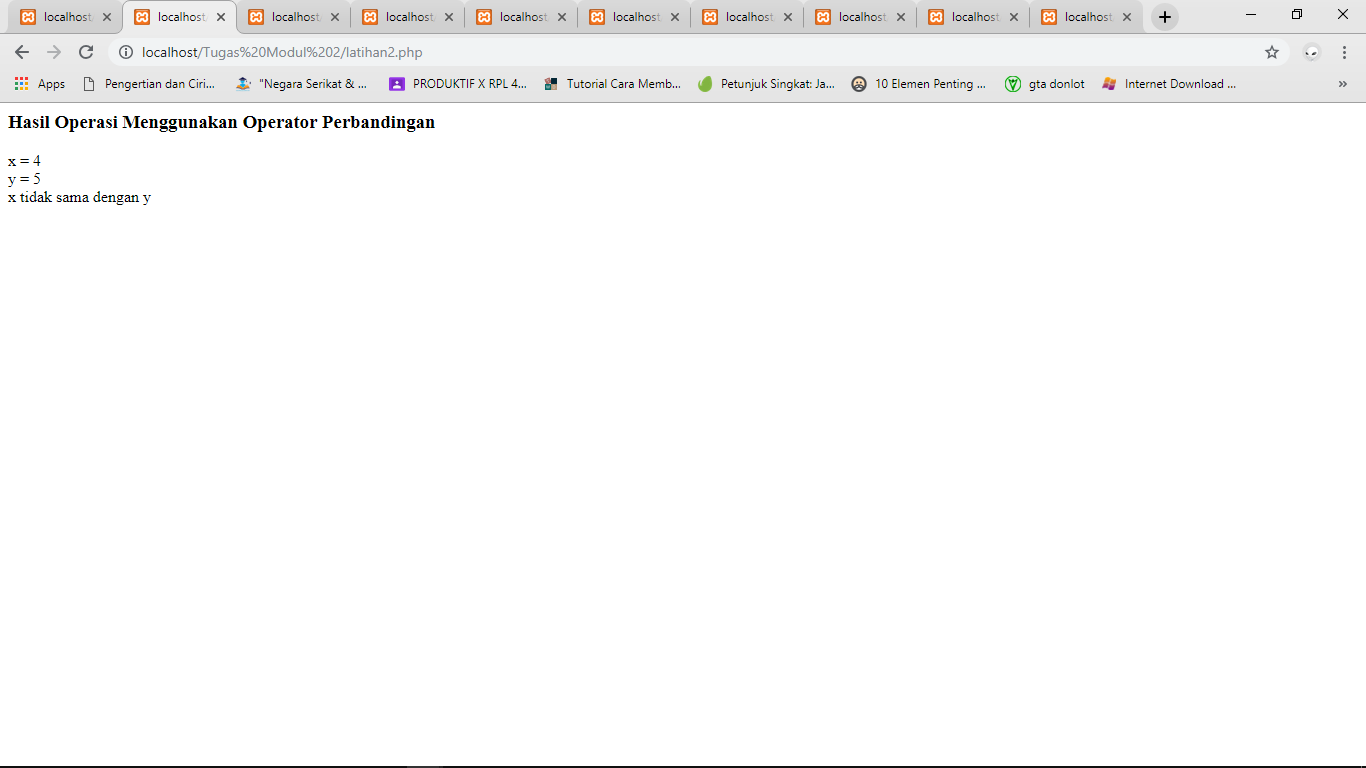 localhost localhost localhost localhost localhost localhost localhost localhost localhost localhost
localhost/Tugas%20Modul%202/latihan2.php
Apps Pengertian dan Ciri... "Negara Serikat & ... PRODUKTIF X RPL 4... Tutorial Cara Memb... Petunjuk Singkat: Ja... 10 Elemen Penting ... gta donlot Internet Download ... »
Hasil Operasi Menggunakan Operator Perbandingan
x = 4
y = 5
x tidak sama dengan y